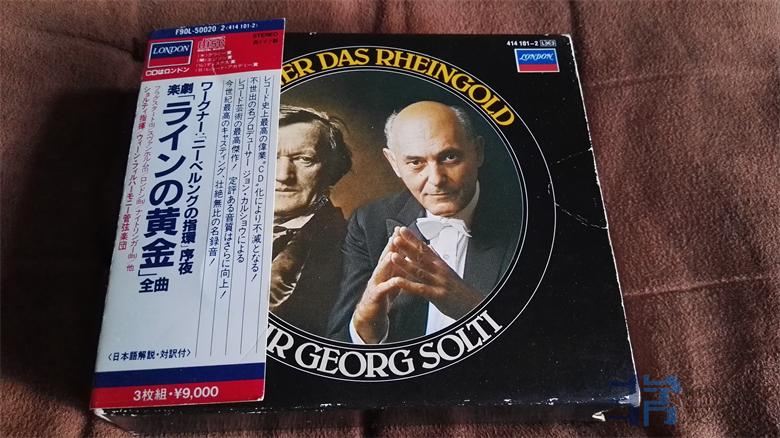 F90L-50020 2‹414 101-2›
LONDON
COMPACT
disc
DIGITAL AUDIO
STEREO
CDはロンドン
ワーグナー:「ニーベルングの指環」序夜
楽劇「ラインの黄金」全曲
ショルティ指揮・ウィーン・フィルハーモニー管弦楽団
他
レコード史上最高の偉業“CD”化により不滅となる!
不世出の名プロデューサー ジョン・カルショウによる
レコード芸術の最高傑作! 定評ある音質はさらに向上!
今世紀最高のキャスティング、壮絶無比の名録音!
〈日本語解説・対訳付〉
3枚組・¥9,000
414 101-2
LONDON
ER DAS RHEINGOLD
IR GEORG SOLTI